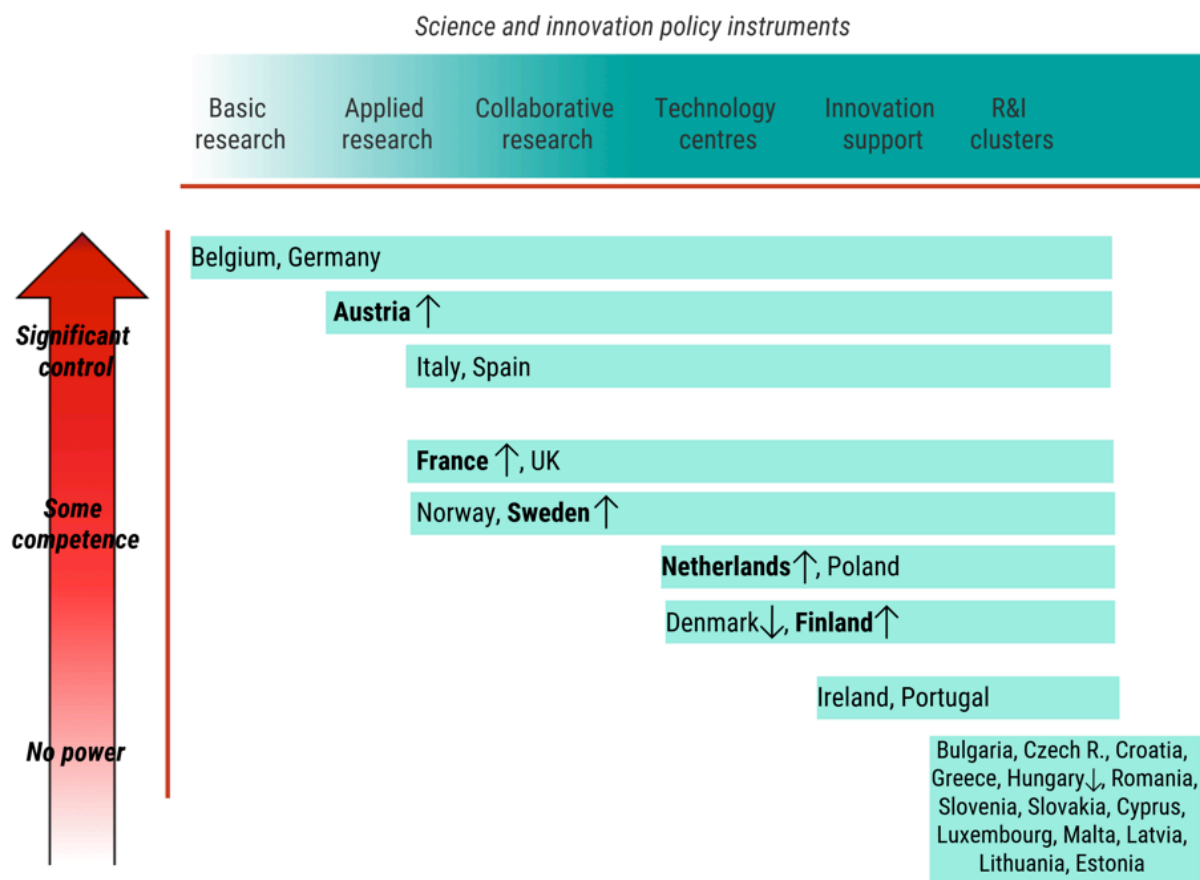 Science and innovation policy instruments
Basic research
Applied research
Collaborative research
Technology centres
Innovation support
R&I clusters
Significant control
Some competence
No power
Belgium, Germany
Austria ↑
Italy, Spain
France ↑, UK
Norway, Sweden ↑
Netherlands ↑, Poland
Denmark↓, Finland↑
Ireland, Portugal
Bulgaria, Czech R., Croatia,
Greece, Hungary↓, Romania,
Slovenia, Slovakia, Cyprus,
Luxembourg, Malta, Latvia,
Lithuania, Estonia